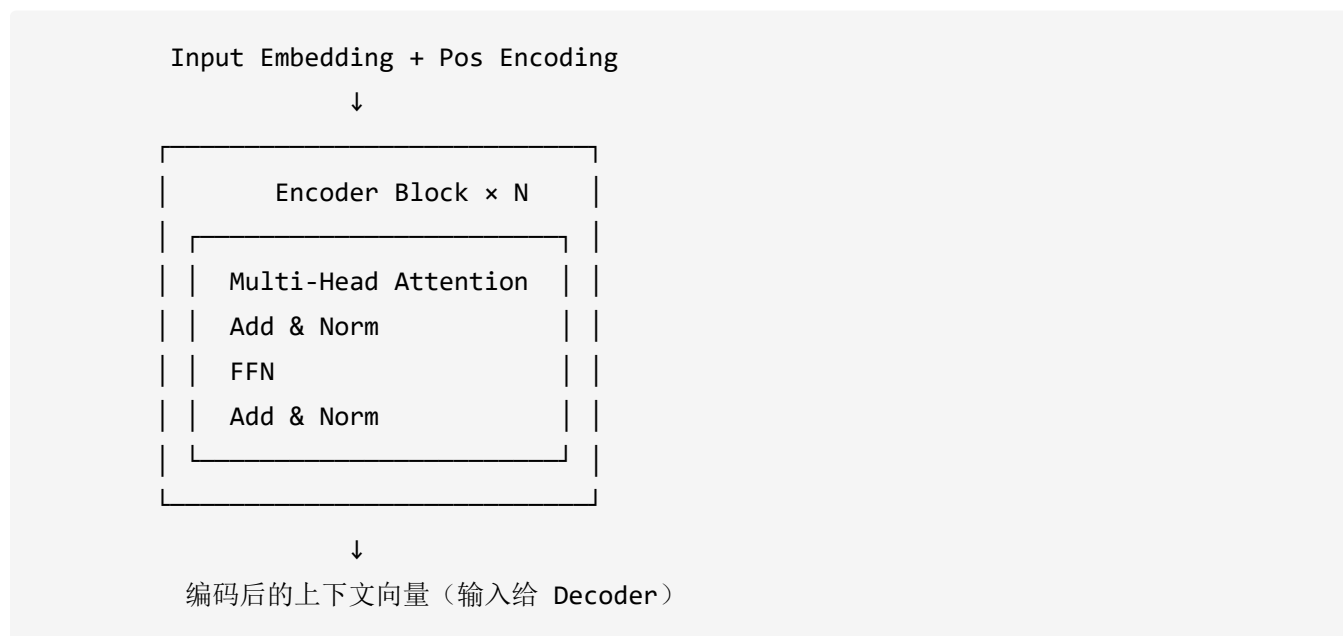 Input Embedding + Pos Encoding
↓
Encoder Block × N
Multi-Head Attention
Add & Norm
FFN
Add & Norm
↓
编码后的上下文向量（输入给 Decoder）